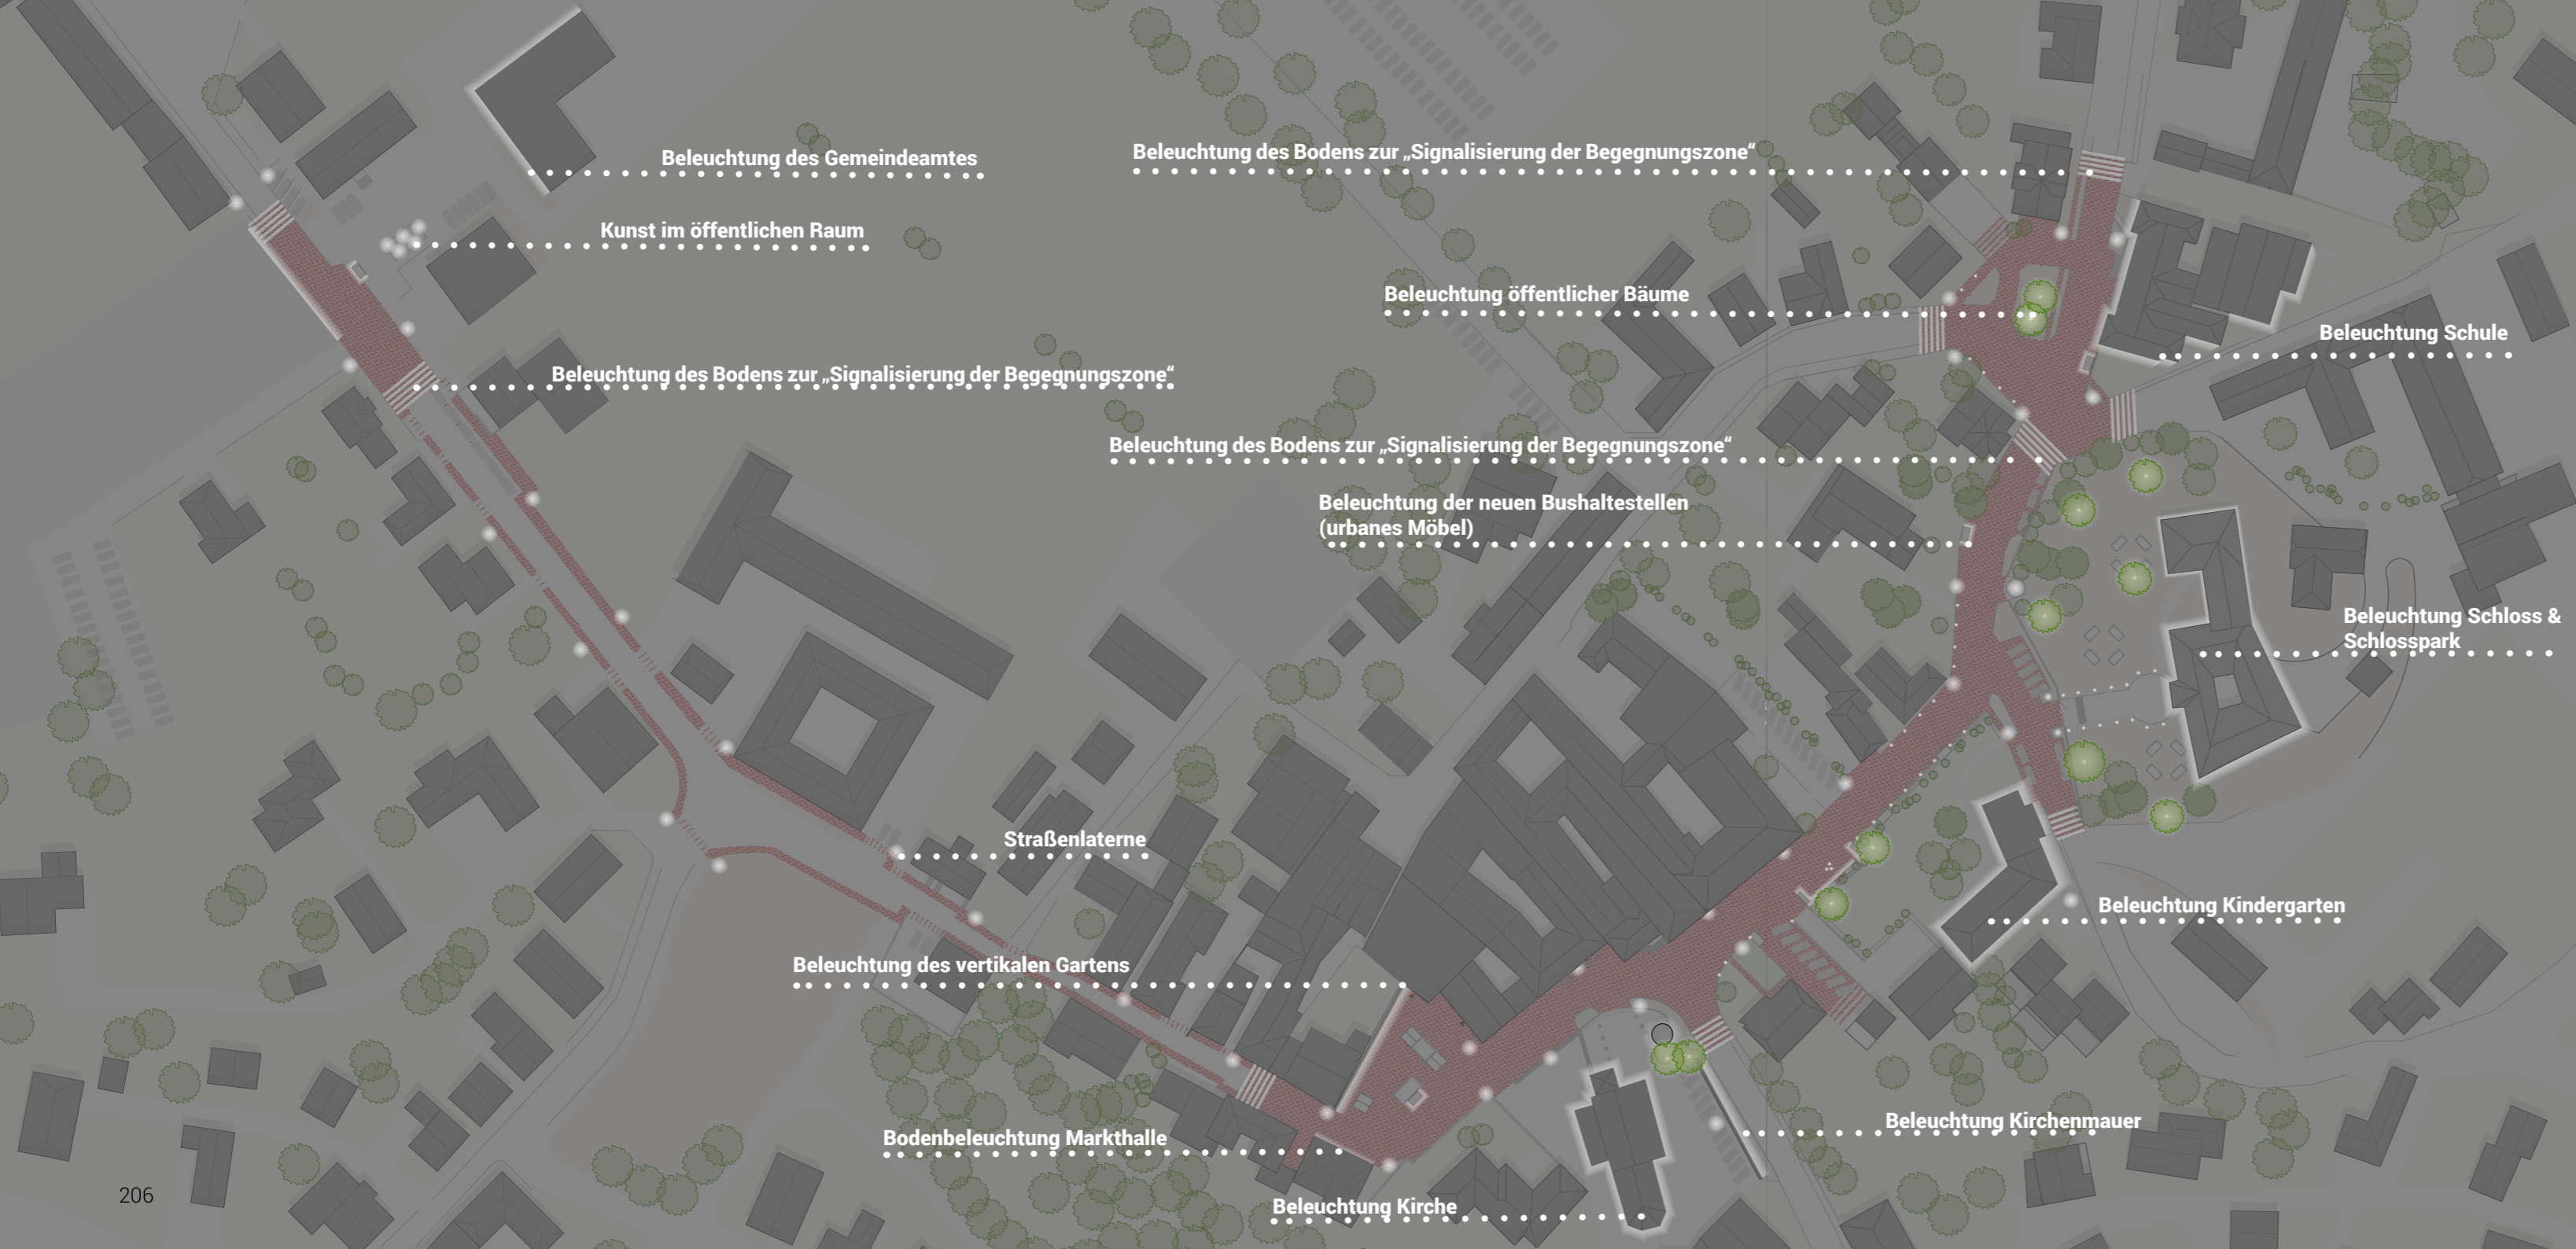 Beleuchtung des Gemeindeamtes
Beleuchtung des Bodens zur „Signalisierung der Begegnungszone“
Kunst im öffentlichen Raum
Beleuchtung öffentlicher Bäume
Beleuchtung Schule
Beleuchtung des Bodens zur „Signalisierung der Begegnungszone“
Beleuchtung des Bodens zur „Signalisierung der Begegnungszone“
Beleuchtung der neuen Bushaltestellen
(urbanes Möbel)
Beleuchtung Schloss &
Schlosspark
Straßenlaterne
Beleuchtung Kindergarten
Beleuchtung des vertikalen Gartens
Beleuchtung Kirchenmauer
Bodenbeleuchtung Markthalle
Beleuchtung Kirche
206